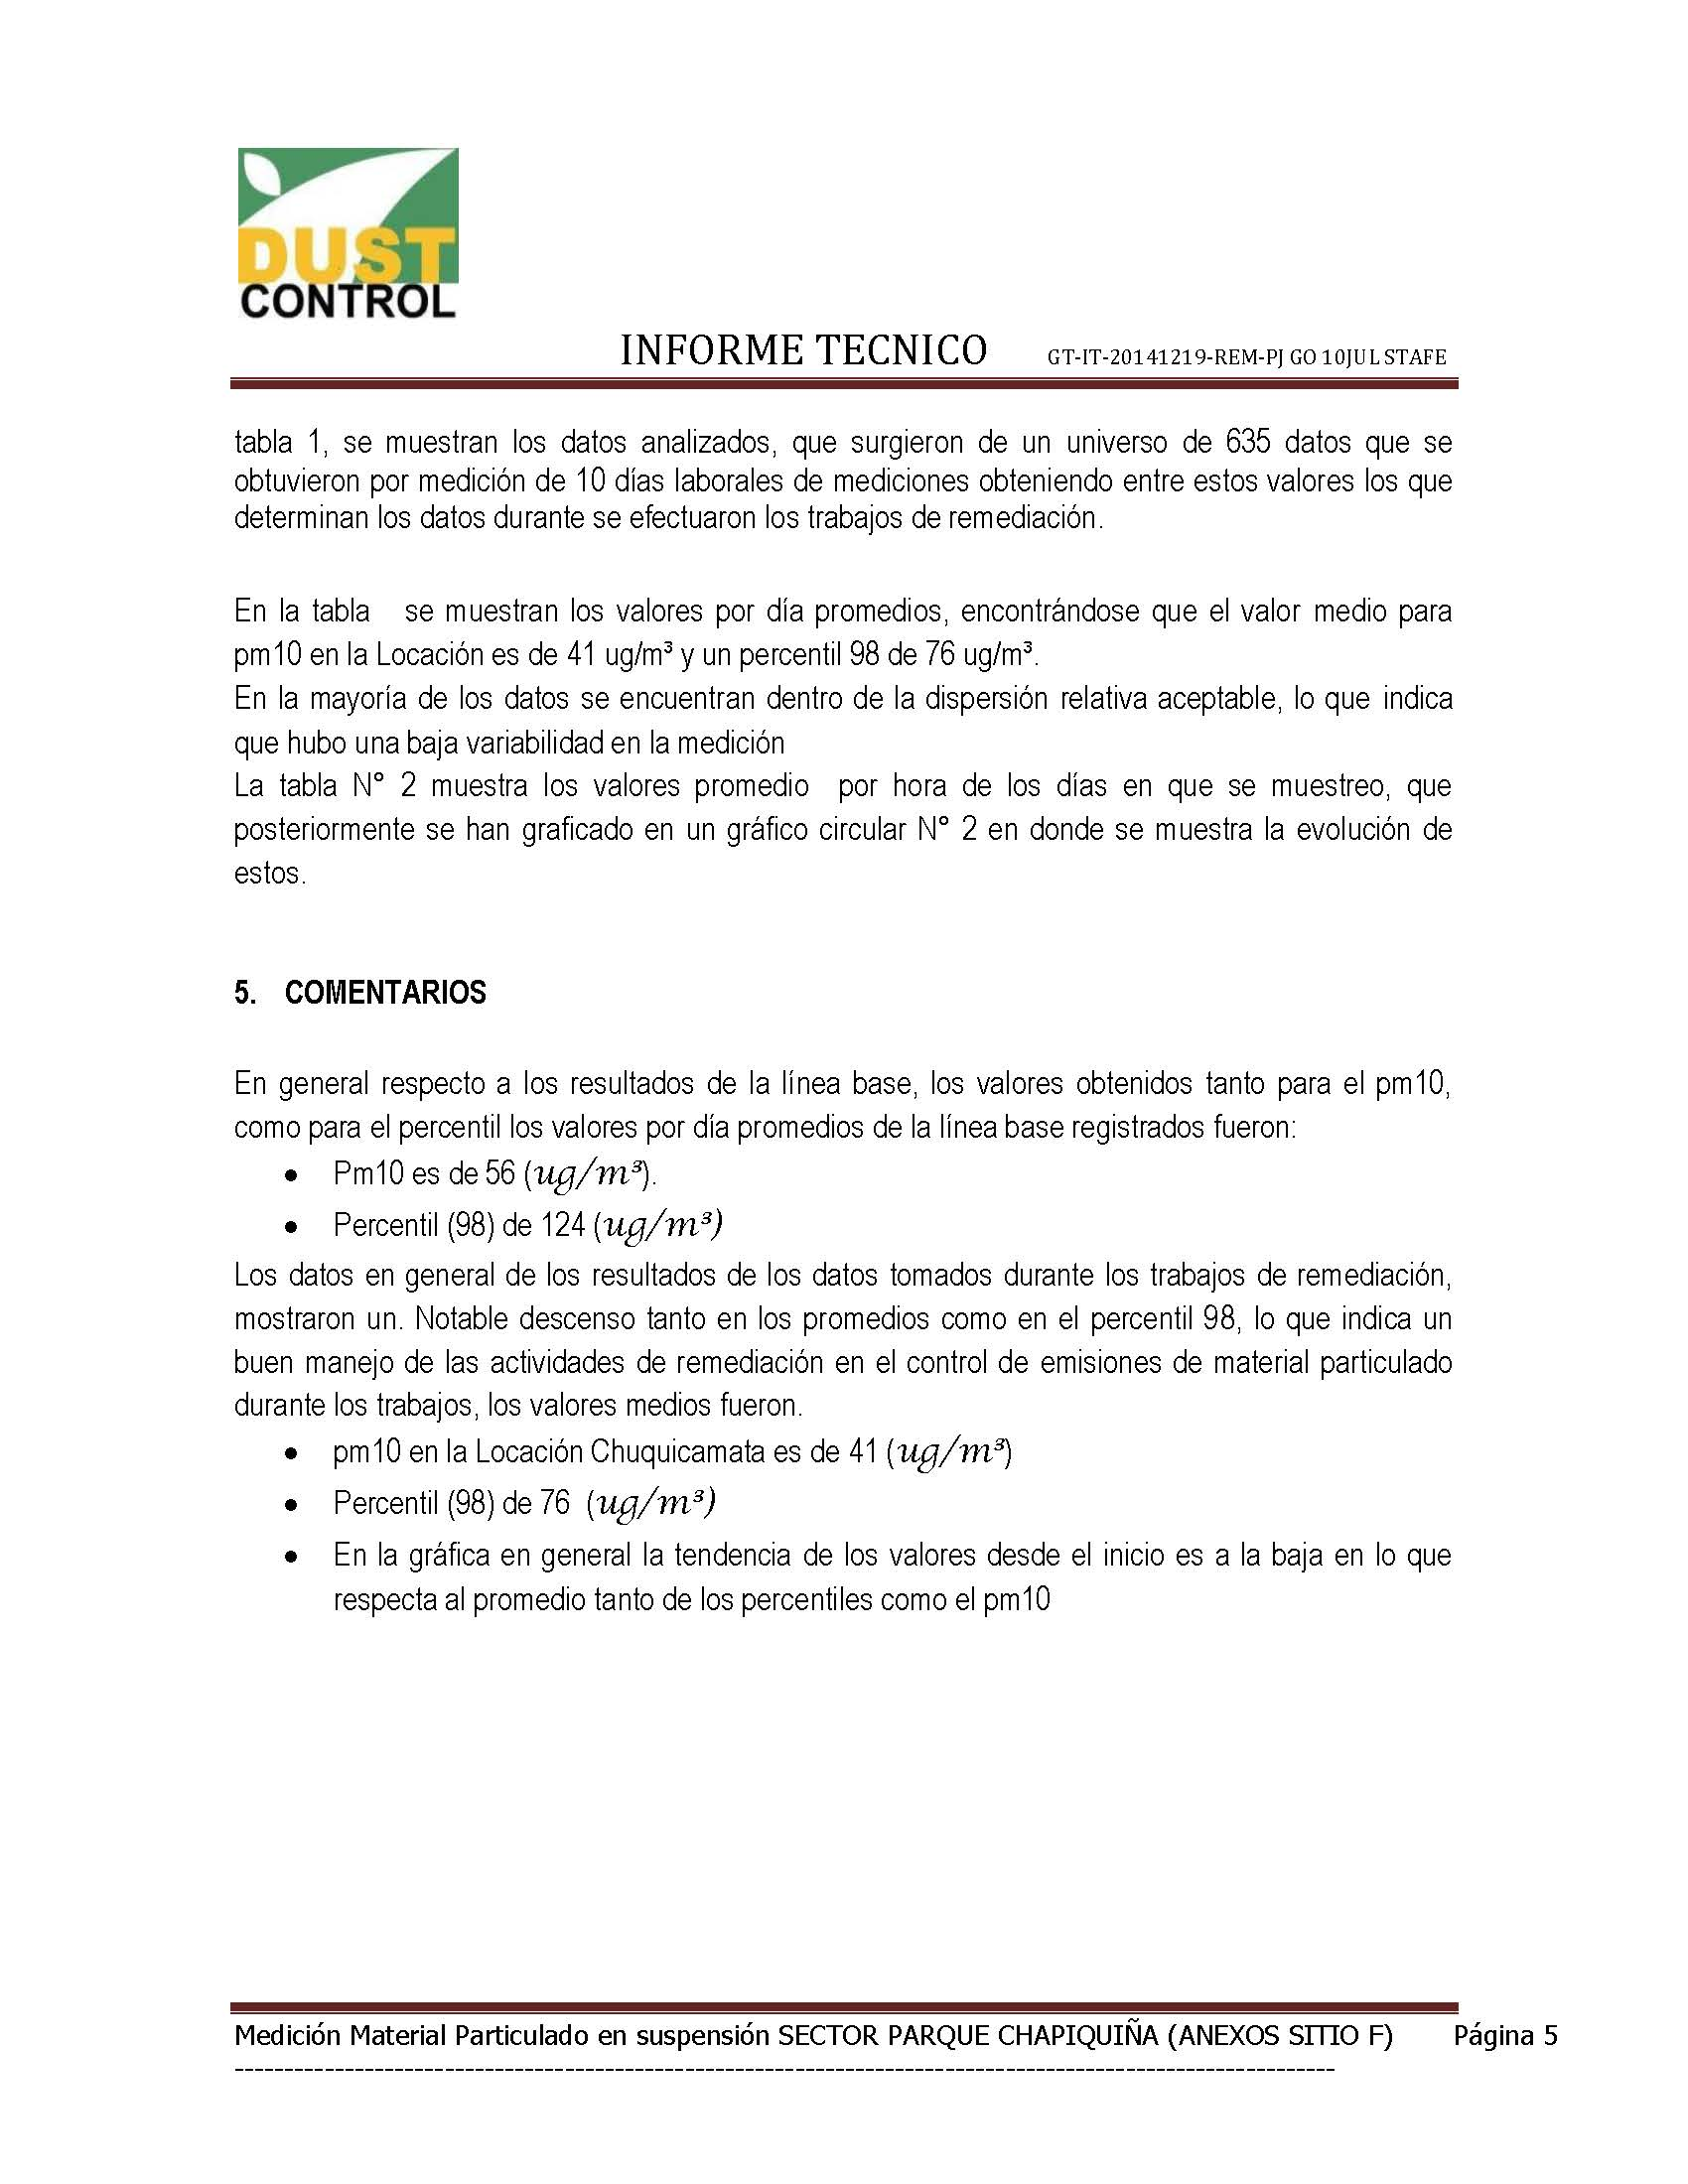 DUST
CONTROL
INFORME TECNICO GT-IT-20141219-REM-PJ GO 10JUL STAFE
tabla 1, se muestran los datos analizados, que surgieron de un universo de 635 datos que se
obtuvieron por medición de 10 días laborales de mediciones obteniendo entre estos valores los que
determinan los datos durante se efectuaron los trabajos de remediación.
En la tabla se muestran los valores por día promedios, encontrándose que el valor medio para
pm10 en la Locación es de 41 ug/m³ y un percentil 98 de 76 ug/m³.
En la mayoría de los datos se encuentran dentro de la dispersión relativa aceptable, lo que indica
que hubo una baja variabilidad en la medición
La tabla N° 2 muestra los valores promedio por hora de los días en que se muestreo, que
posteriormente se han graficado en un gráfico circular N° 2 en donde se muestra la evolución de
estos.
5. COMENTARIOS
En general respecto a los resultados de la línea base, los valores obtenidos tanto para el pm10,
como para el percentil los valores por día promedios de la línea base registrados fueron:
• Pm10 es de 56 (ug/m³).
• Percentil (98) de 124 (ug/m³)
Los datos en general de los resultados de los datos tomados durante los trabajos de remediación,
mostraron un. Notable descenso tanto en los promedios como en el percentil 98, lo que indica un
buen manejo de las actividades de remediación en el control de emisiones de material particulado
durante los trabajos, los valores medios fueron.
• pm10 en la Locación Chuquicamata es de 41 (ug/m³)
• Percentil (98) de 76 (ug/m³)
• En la gráfica en general la tendencia de los valores desde el inicio es a la baja en lo que
respecta al promedio tanto de los percentiles como el pm10
Medición Material Particulado en suspensión SECTOR PARQUE CHAPIQUIÑA (ANEXOS SITIO F) Página 5
--------------------------------------------------------------------------------------------------------------